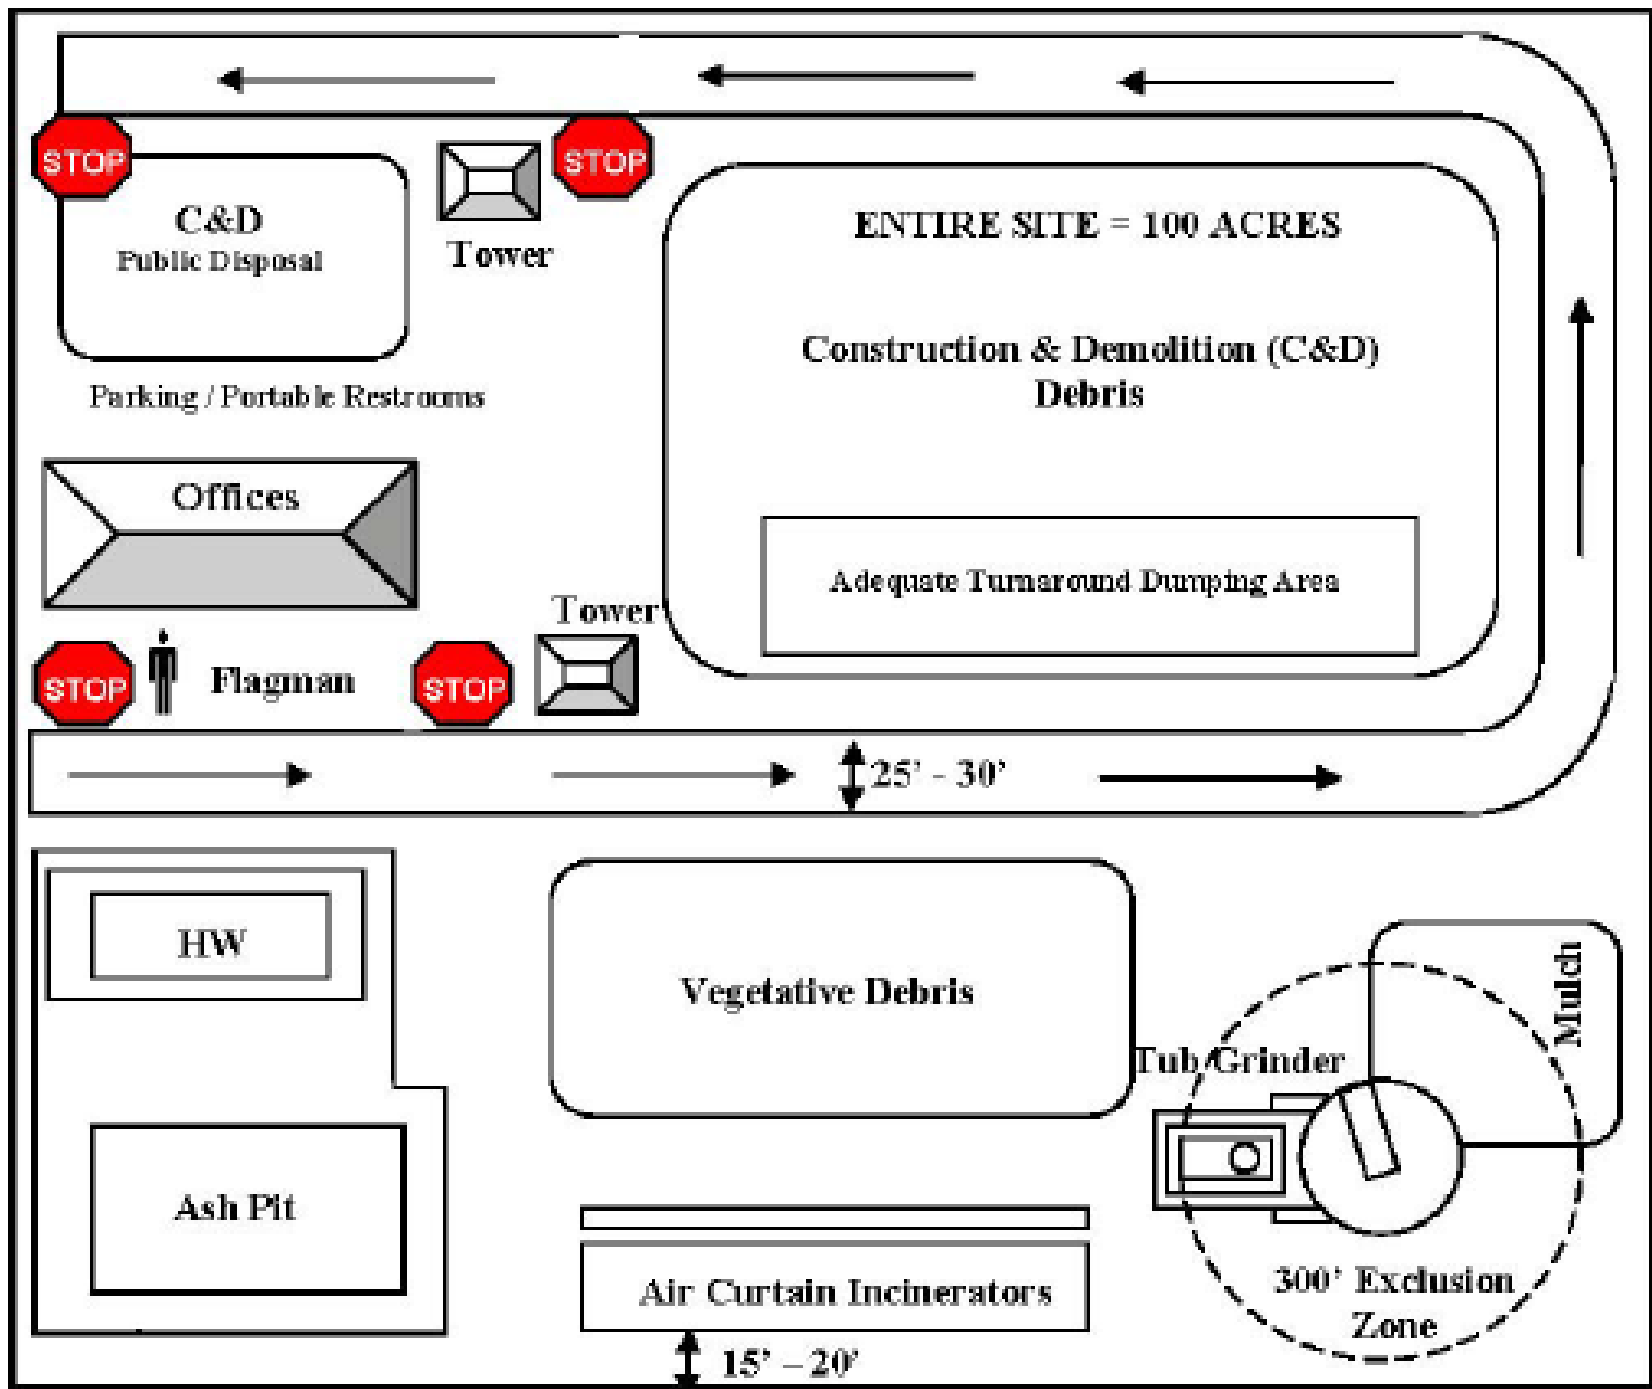 STOP
STOP
C&D
Public Disposal
Tower
ENTIRE SITE = 100 ACRES
Construction & Demolition (C&D)
Debris
Parking / Portable Restrooms
Offices
Adequate Turnaround Dumping Area
Tower
STOP
Flagman
STOP
25’ - 30’
HW
Vegetative Debris
Mulch
Tub Grinder
Ash Pit
Air Curtain Incinerators
300’ Exclusion
Zone
15’ – 20’